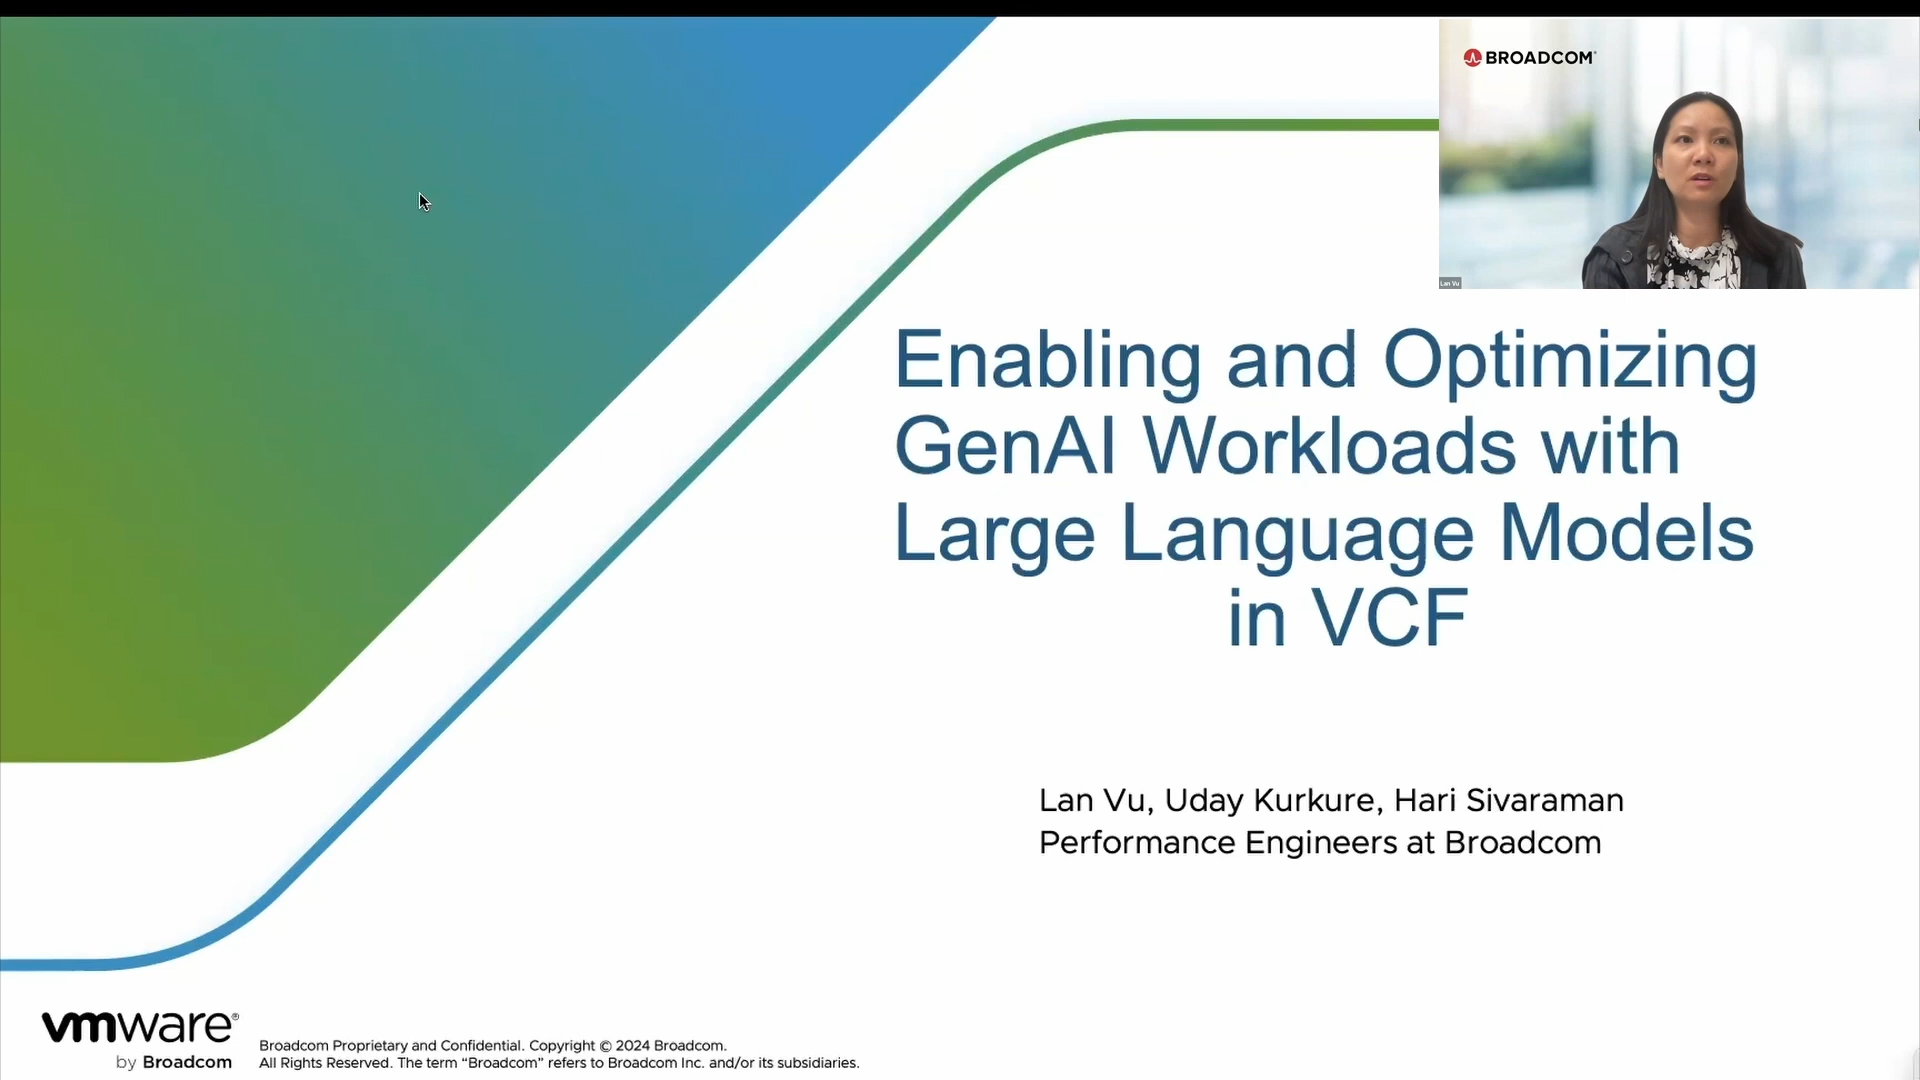 BROADCOM
Lan Vu
Enabling and Optimizing
GenAI Workloads with
Large Language Models
in VCF
Lan Vu, Uday Kurkure, Hari Sivaraman
Performance Engineers at Broadcom
vmware®
by Broadcom
Broadcom Proprietary and Confidential. Copyright © 2024 Broadcom.
All Rights Reserved. The term “Broadcom” refers to Broadcom Inc. and/or its subsidiaries.